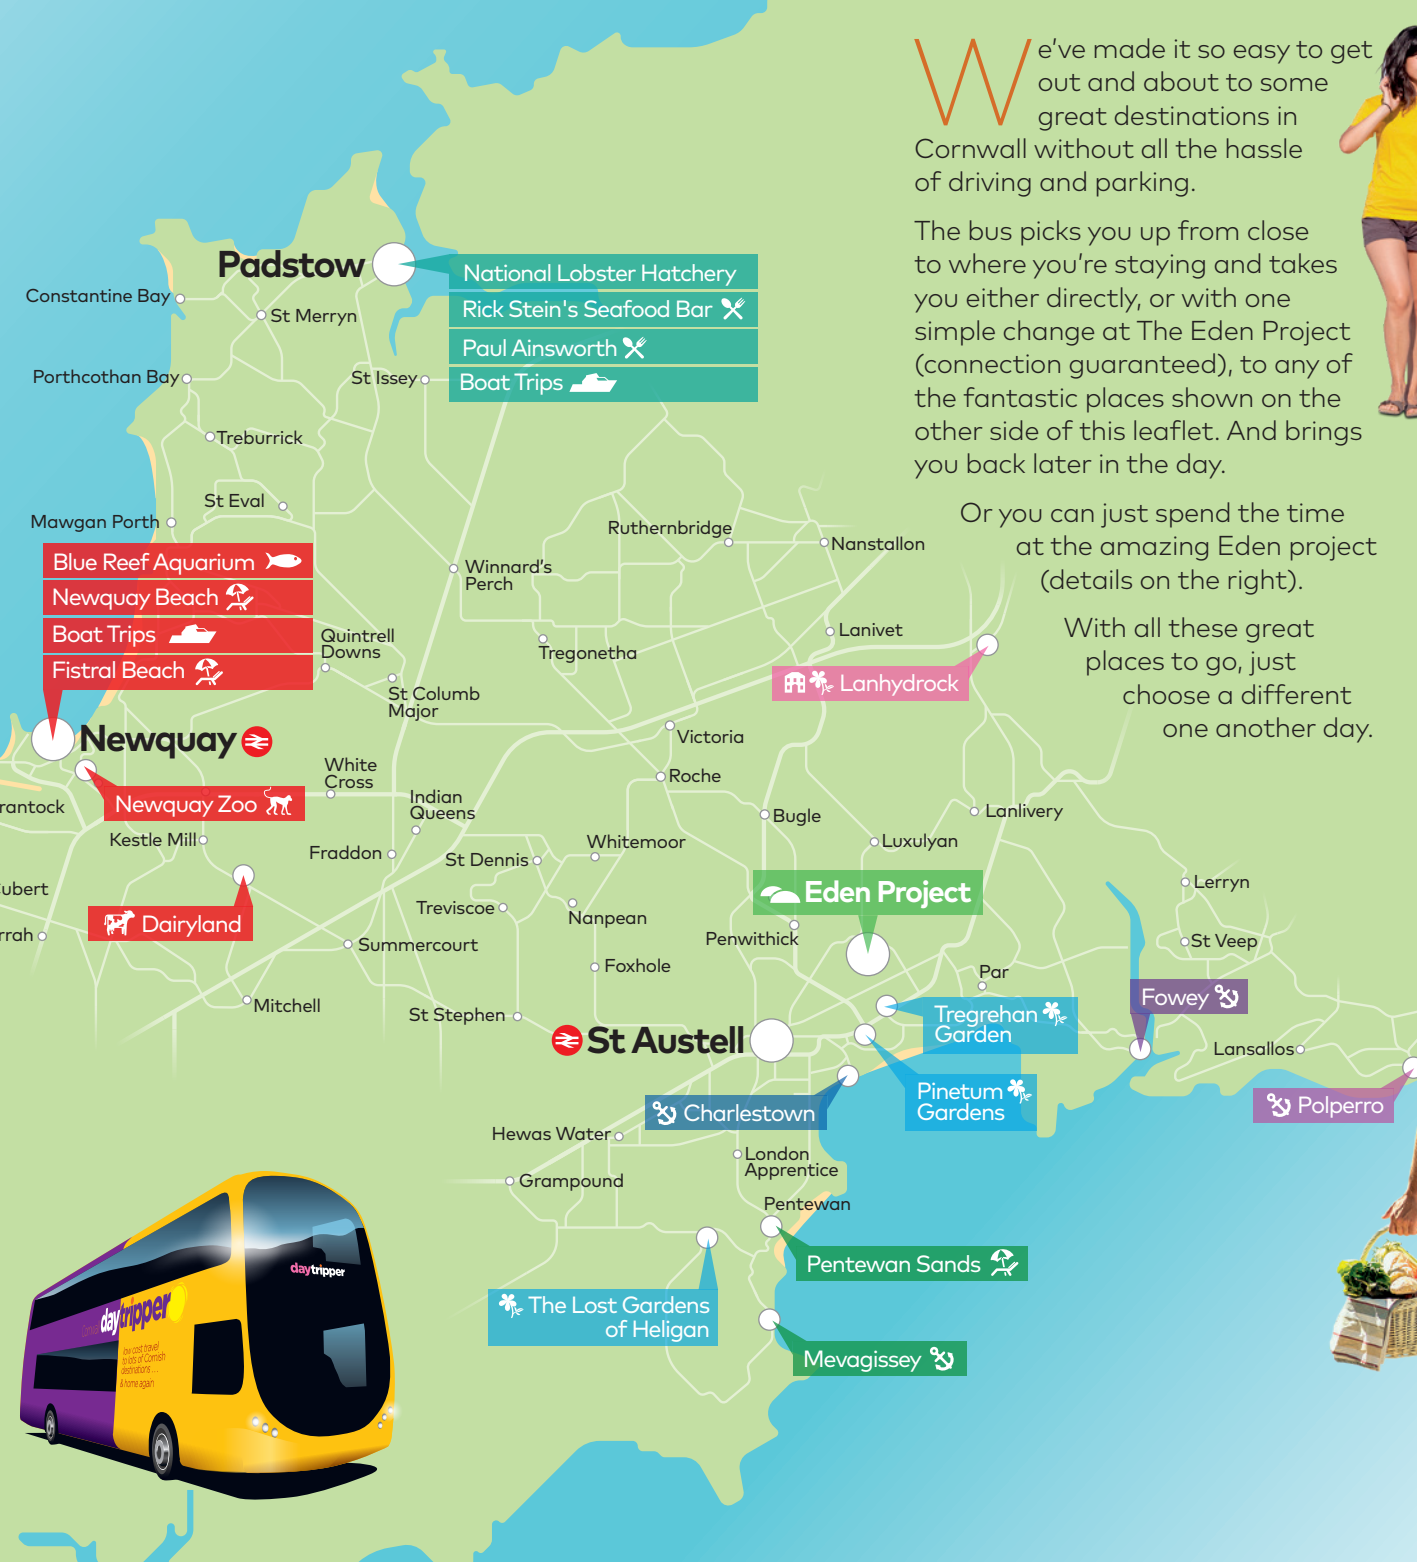 We've made it so easy to get
out and about to some
great destinations in
Cornwall without all the hassle
of driving and parking.
The bus picks you up from close
to where you're staying and takes
you either directly, or with one
simple change at The Eden Project
(connection guaranteed), to any of
the fantastic places shown on the
other side of this leaflet. And brings
you back later in the day.
Or you can just spend the time
at the amazing Eden project
(details on the right).
With all these great
places to go, just
choose a different
one another day.
Padstow
National Lobster Hatchery
Rick Stein's Seafood Bar
Paul Ainsworth
Boat Trips
Constantine Bay
St Merryn
Porthcothan Bay
St Issey
Treburrick
St Eval
Mawgan Porth
Ruthernbridge
Nanstallon
Blue Reef Aquarium
Newquay Beach
Boat Trips
Fistral Beach
Winnard's
Perch
Quintrell
Downs
Tregonetha
Lanivet
Lanhydrock
St Columb
Major
Newquay
Victoria
White
Cross
Roche
Newquay Zoo
rantock
Indian
Queens
Bugle
Lanlivery
Kestle Mill
Fraddon
St Dennis
Whitemoor
Luxulyan
Eden Project
ubert
Lerryn
Treviscoe
Nanpean
Dairyland
rrah
Summercourt
Penwithick
St Veep
Foxhole
Par
Mitchell
St Stephen
Fowey
Tregrehan
Garden
St Austell
Lansallos
Pinetum
Gardens
Charlestown
Polperro
Hewas Water
London
Apprentice
Grampound
Pentewan
Pentewan Sands
The Lost Gardens
of Heligan
Mevagissey
daytripper
daytripper
low cost travel
to lots of Cornish
destinations ...
& home again